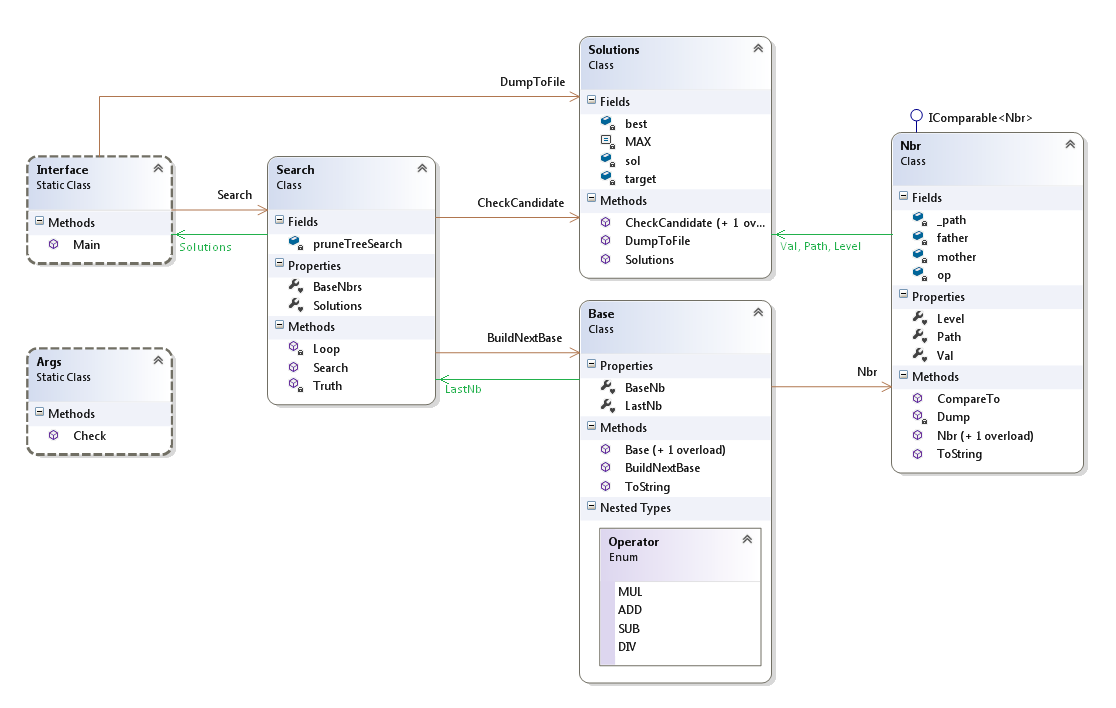 DumpToFile
Solutions
Class
Fields
best
MAX
sol
target
Methods
CheckCandidate (+ 1 ov...
DumpToFile
Solutions
IComparable<Nbr>
Nbr
Class
Fields
_path
father
mother
op
Properties
Level
Path
Val
Methods
CompareTo
Dump
Nbr (+ 1 overload)
ToString
Interface
Static Class
Methods
Main
Search
Solutions
Search
Class
Fields
pruneTreeSearch
Properties
BaseNbrs
Solutions
Methods
Loop
Search
Truth
CheckCandidate
Val, Path, Level
BuildNextBase
LastNb
Base
Class
Properties
BaseNb
LastNb
Methods
Base (+ 1 overload)
BuildNextBase
ToString
Nested Types
Operator
Enum
MUL
ADD
SUB
DIV
Nbr
Args
Static Class
Methods
Check